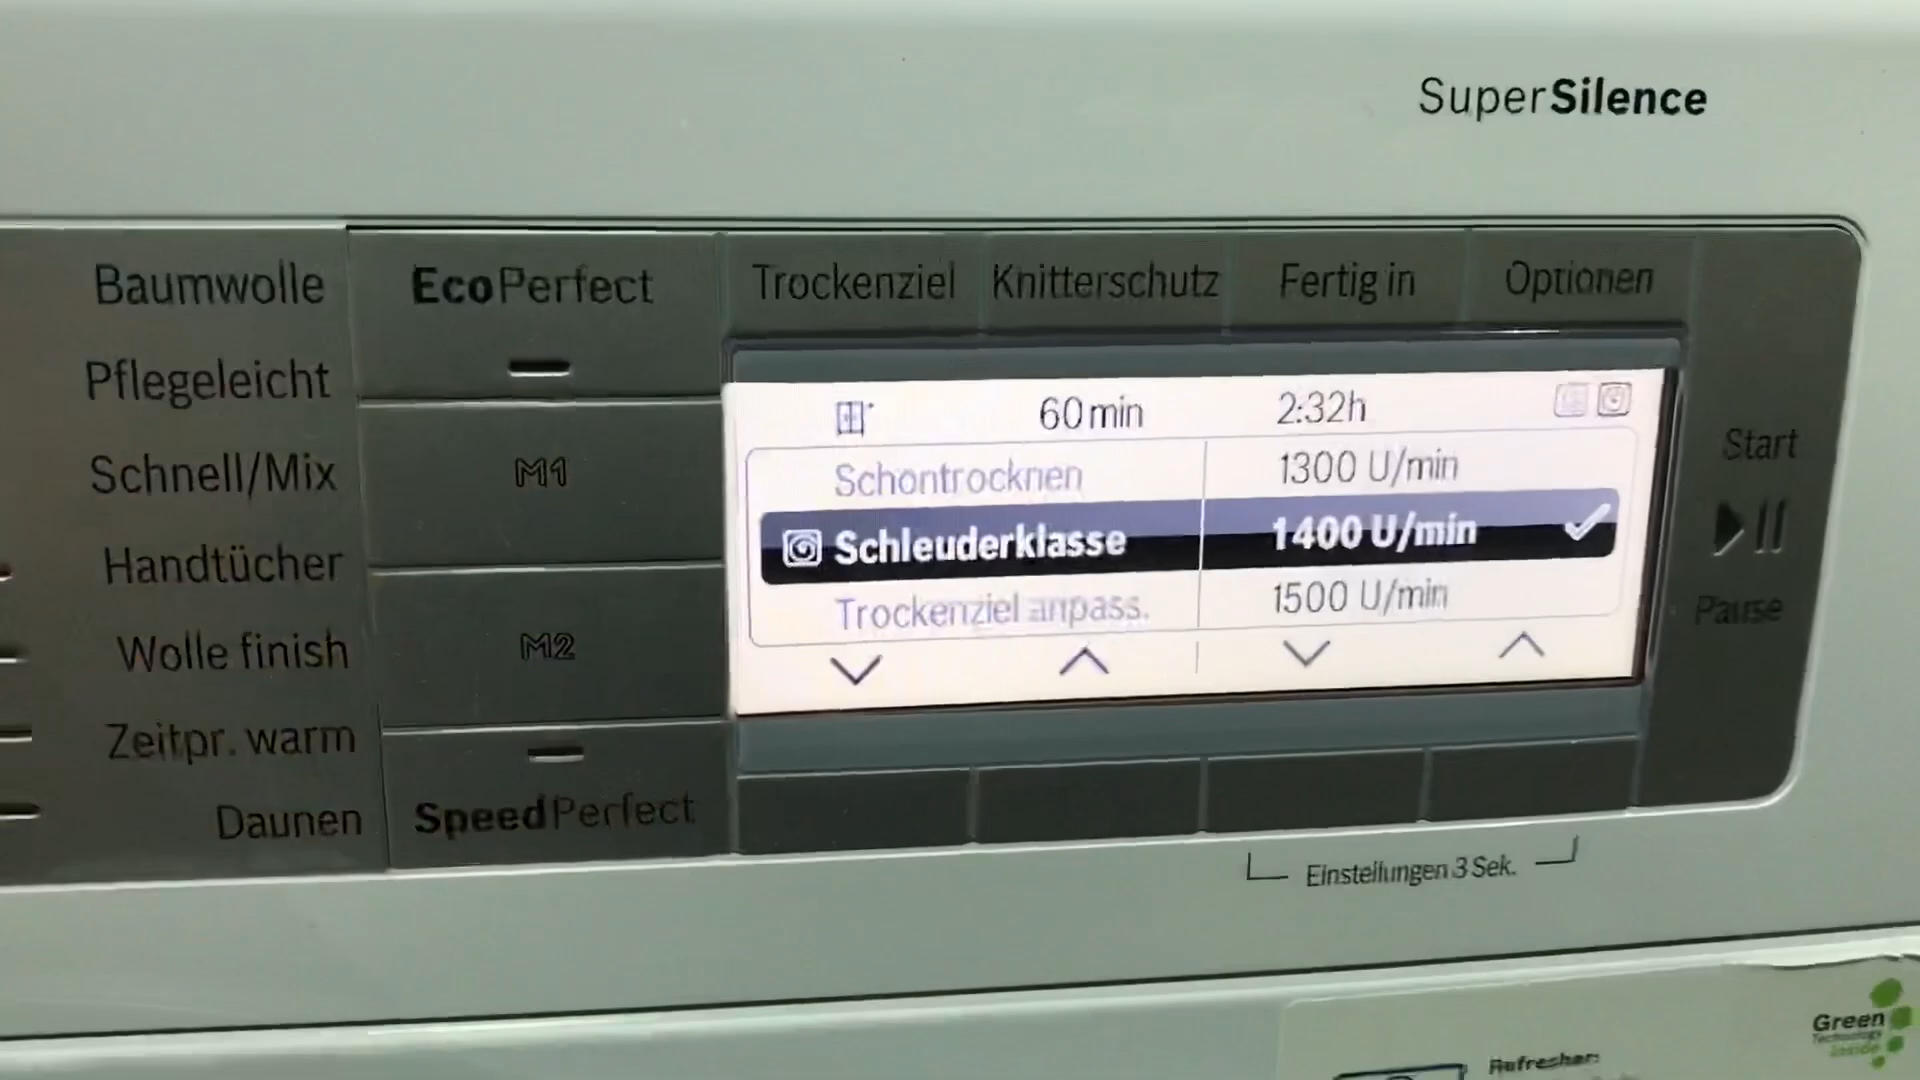 SuperSilence
Baumwolle
Pflegeleicht
Schnell/Mix
Handtücher
Wolle finish
Zeitpr. warm
Daunen
EcoPerfect
M1
M2
SpeedPerfect
Trockenziel Knitterschutz Fertig in Optionen
60 min 2:32h
Schontrocknen 1300 U/min
Schleuderklasse 1400 U/min
Trockenziel anpass. 1500 U/min
Start
Pause
Einstellungen 3 Sek.
Green
Technology
Inside
Refresher: